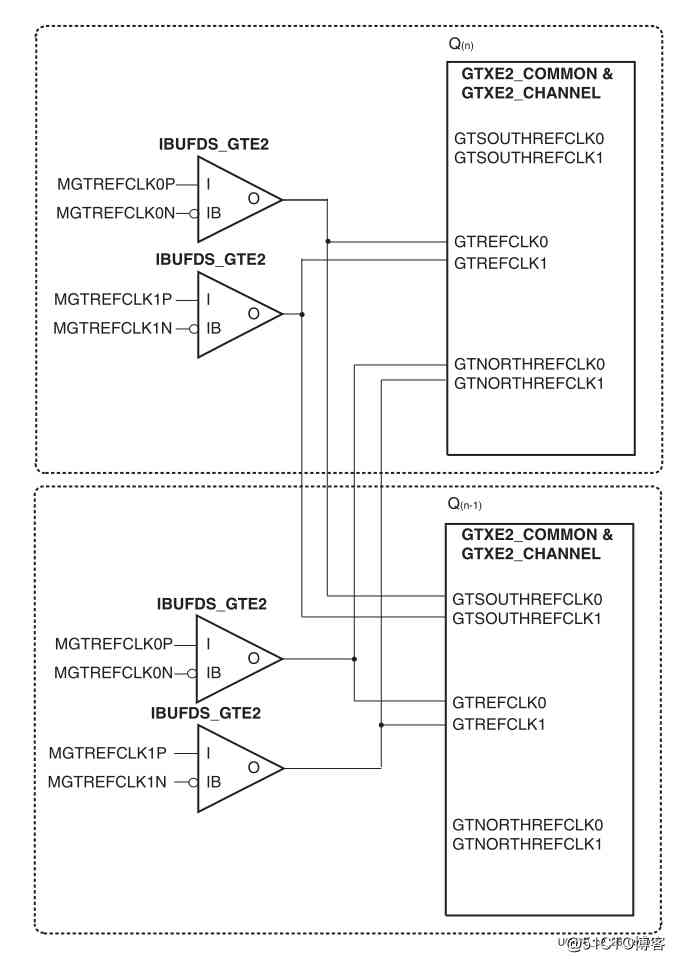 Q(n)
GTXE2_COMMON &
GTXE2_CHANNEL
GTSOUTHREFCLK0
GTSOUTHREFCLK1
IBUFDS_GTE2
MGTREFCLK0P
I
O
MGTREFCLK0N
IB
GTREFCLK0
GTREFCLK1
IBUFDS_GTE2
MGTREFCLK1P
I
O
MGTREFCLK1N
IB
GTNORTHREFCLK0
GTNORTHREFCLK1
Q(n-1)
GTXE2_COMMON &
GTXE2_CHANNEL
GTSOUTHREFCLK0
GTSOUTHREFCLK1
IBUFDS_GTE2
MGTREFCLK0P
I
O
MGTREFCLK0N
IB
GTREFCLK0
GTREFCLK1
IBUFDS_GTE2
MGTREFCLK1P
I
O
MGTREFCLK1N
IB
GTNORTHREFCLK0
GTNORTHREFCLK1
@51CTO博客